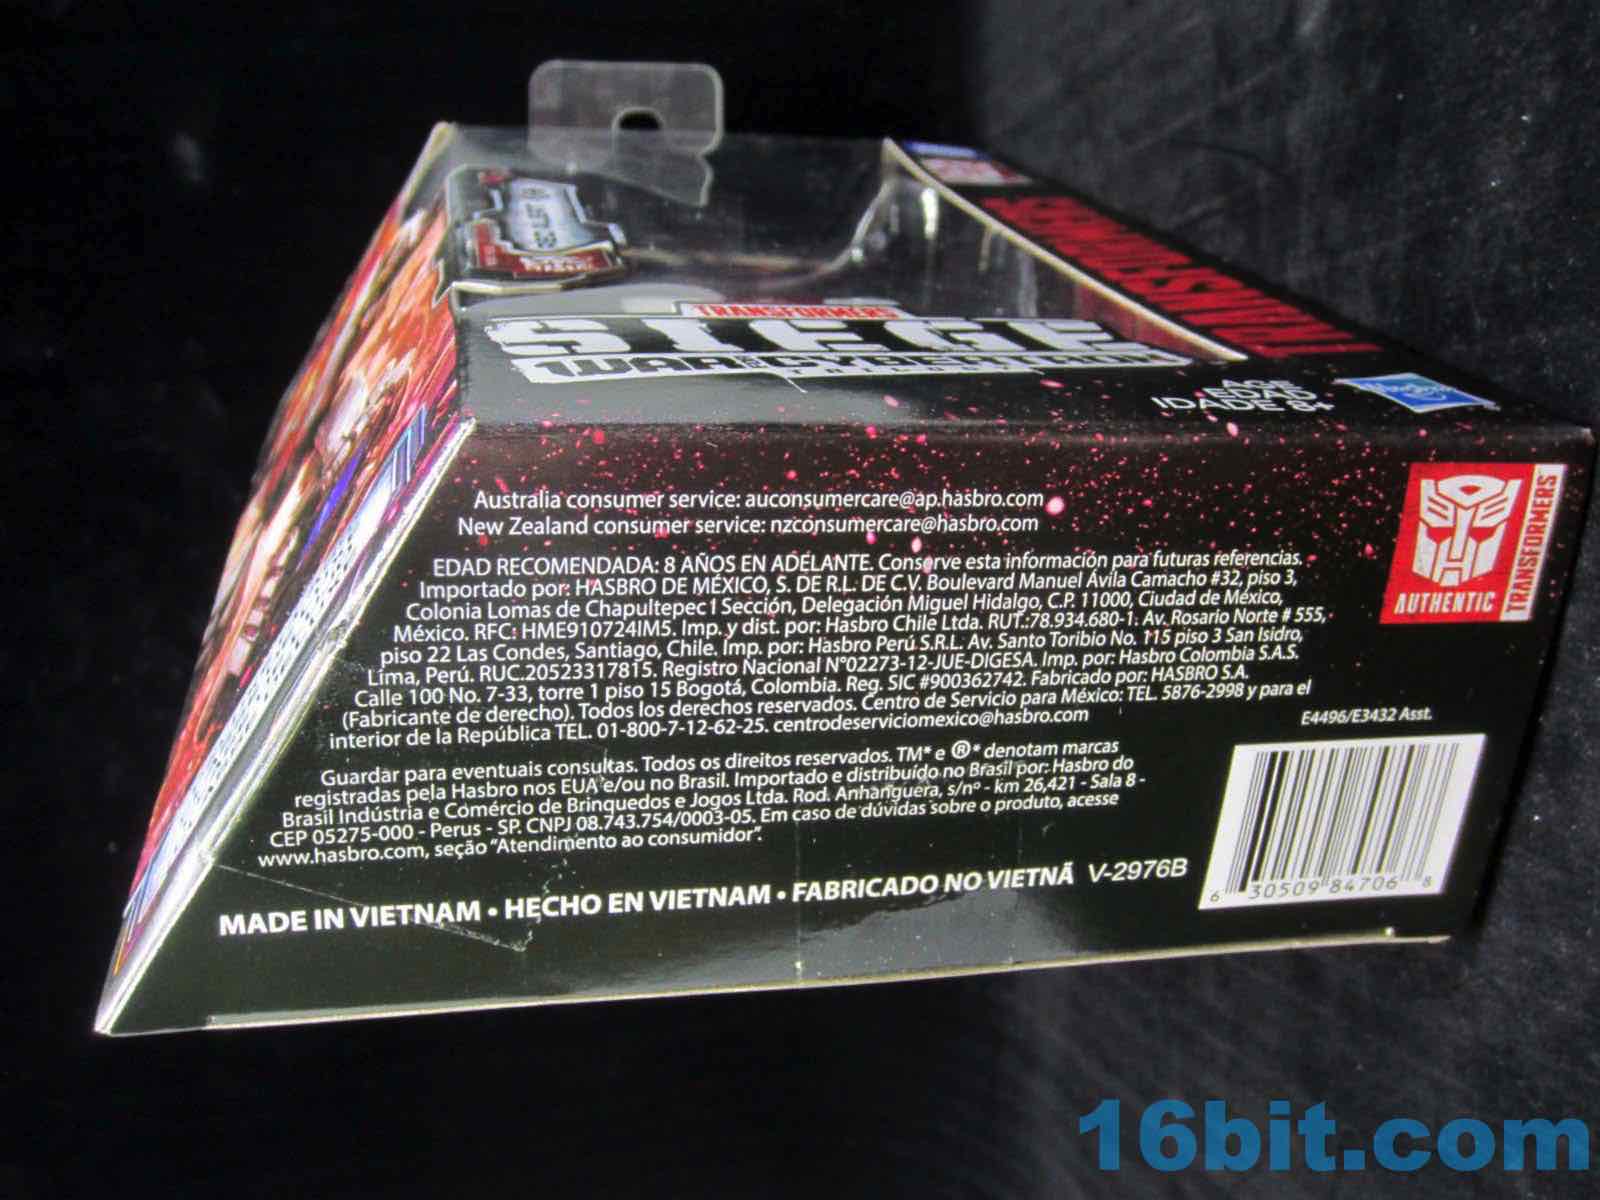 TRANSFORMERS
TRANSFORMERS
SIEGE
WAR FOR CYBERTRON
TRILOGY
AGE
EDAD
IDADE 8+
Hasbro
Australia consumer service: auconsumercare@ap.hasbro.com
New Zealand consumer service: nzconsumercare@hasbro.com
EDAD RECOMENDADA: 8 AÑOS EN ADELANTE. Conserve esta información para futuras referencias.
Importado por: HASBRO DE MÉXICO, S. DE R.L. DE C.V. Boulevard Manuel Ávila Camacho #32, piso 3,
Colonia Lomas de Chapultepec I Sección, Delegación Miguel Hidalgo, C.P. 11000, Ciudad de México,
México. RFC: HME910724IM5. Imp. y dist. por: Hasbro Chile Ltda. RUT.:78.934.680-1. Av. Rosario Norte # 555,
piso 22 Las Condes, Santiago, Chile. Imp. por: Hasbro Perú S.R.L. Av. Santo Toribio No. 115 piso 3 San Isidro,
Lima, Perú. RUC.20523317815. Registro Nacional N°02273-12-JUE-DIGESA. Imp. por: Hasbro Colombia S.A.S.
Calle 100 No. 7-33, torre 1 piso 15 Bogotá, Colombia. Reg. SIC #900362742. Fabricado por: HASBRO S.A.
(Fabricante de derecho). Todos los derechos reservados. Centro de Servicio para México: TEL. 5876-2998 y para el
interior de la República TEL. 01-800-7-12-62-25. centrodeserviciomexico@hasbro.com
Guardar para eventuais consultas. Todos os direitos reservados. TM* e ®* denotam marcas
registradas pela Hasbro nos EUA e/ou no Brasil. Importado e distribuído no Brasil por: Hasbro do
Brasil Indústria e Comércio de Brinquedos e Jogos Ltda. Rod. Anhanguera, s/nº - km 26,421 - Sala 8 -
CEP 05275-000 - Perus - SP. CNPJ 08.743.754/0003-05. Em caso de dúvidas sobre o produto, acesse
www.hasbro.com, seção "Atendimento ao consumidor".
MADE IN VIETNAM • HECHO EN VIETNAM • FABRICADO NO VIETNÃ V-2976B
AUTHENTIC
TRANSFORMERS
E4496/E3432 Asst.
6 30509 84706 8
16bit.com